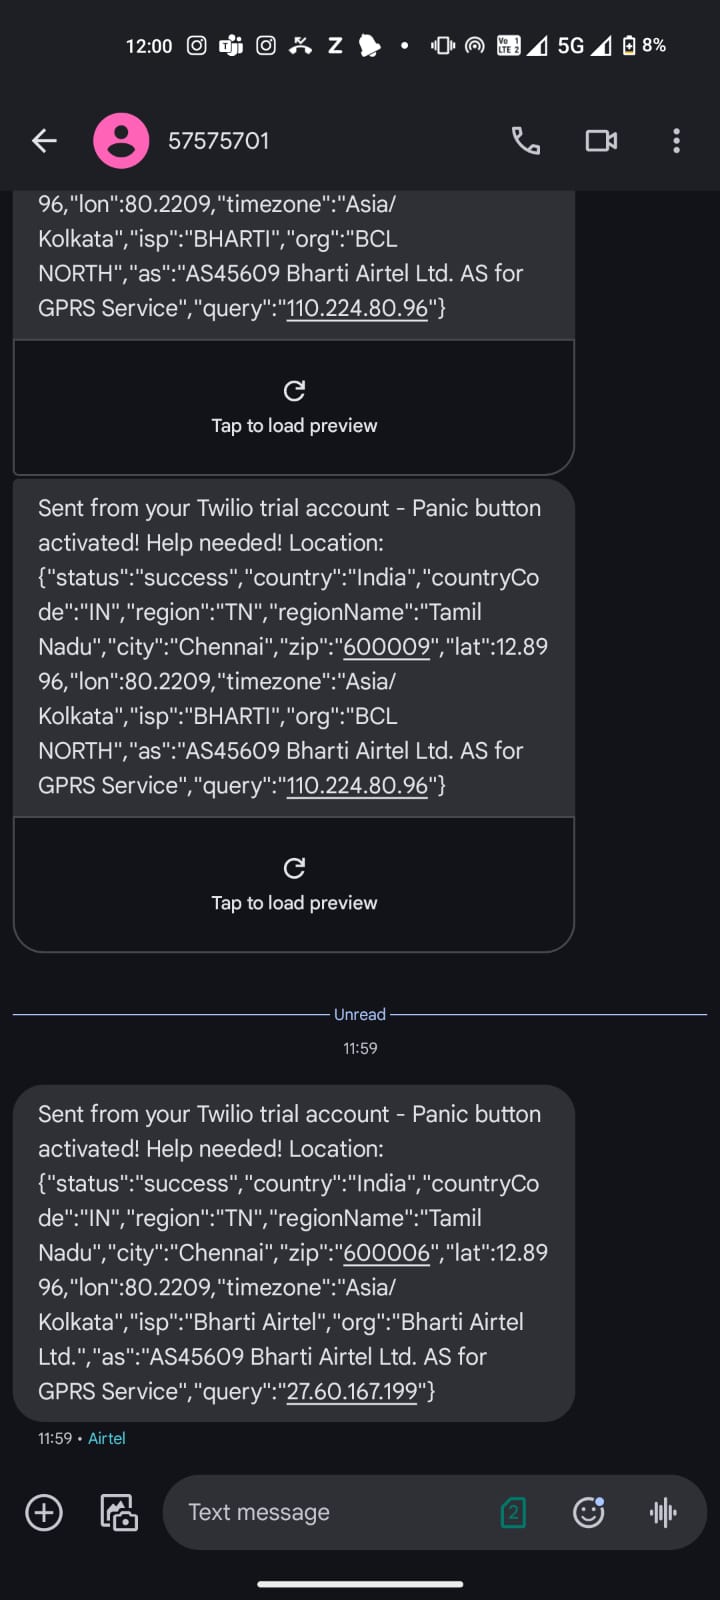 12:00 Z 5G 8%
57575701
96,"lon":80.2209,"timezone":"Asia/
Kolkata","isp":"BHARTI","org":"BCL
NORTH","as":"AS45609 Bharti Airtel Ltd. AS for
GPRS Service","query":"110.224.80.96"}
Tap to load preview
Sent from your Twilio trial account - Panic button
activated! Help needed! Location:
{"status":"success","country":"India","countryCo
de":"IN","region":"TN","regionName":"Tamil
Nadu","city":"Chennai","zip":"600009","lat":12.89
96,"lon":80.2209,"timezone":"Asia/
Kolkata","isp":"BHARTI","org":"BCL
NORTH","as":"AS45609 Bharti Airtel Ltd. AS for
GPRS Service","query":"110.224.80.96"}
Tap to load preview
Unread
11:59
Sent from your Twilio trial account - Panic button
activated! Help needed! Location:
{"status":"success","country":"India","countryCo
de":"IN","region":"TN","regionName":"Tamil
Nadu","city":"Chennai","zip":"600006","lat":12.89
96,"lon":80.2209,"timezone":"Asia/
Kolkata","isp":"Bharti Airtel","org":"Bharti Airtel
Ltd.","as":"AS45609 Bharti Airtel Ltd. AS for
GPRS Service","query":"27.60.167.199"}
11:59 • Airtel
Text message 2